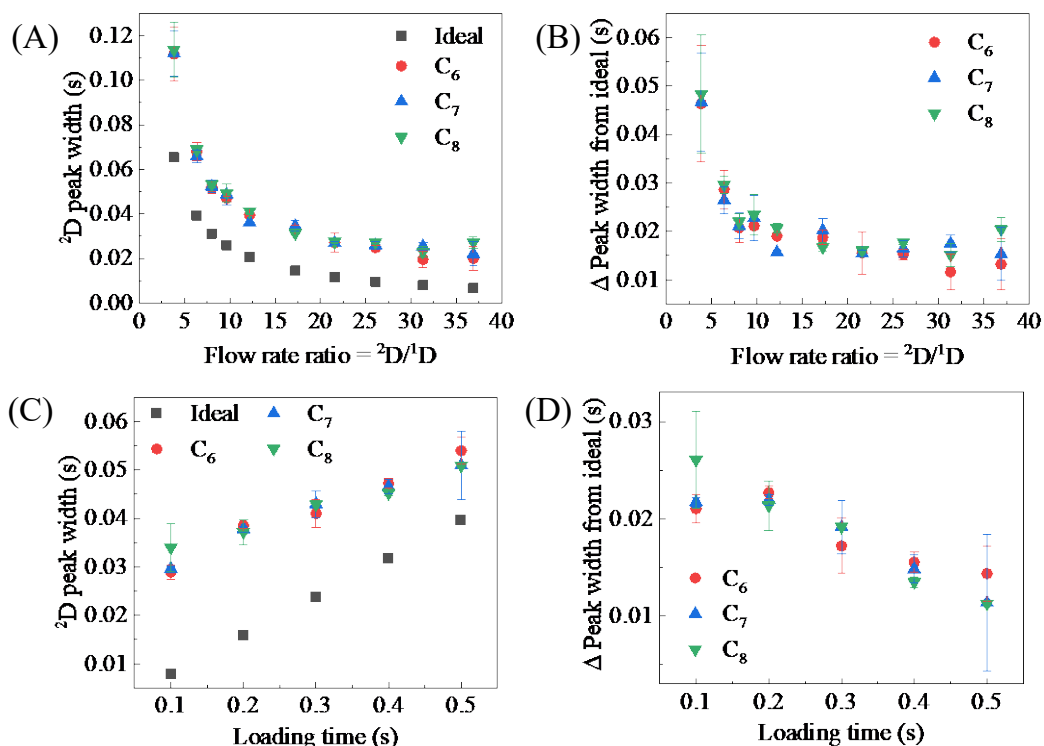 (A)
²D peak width (s)
0.12
0.10
0.08
0.06
0.04
0.02
0.00
Ideal
C₆
C₇
C₈
0 5 10 15 20 25 30 35 40
Flow rate ratio = ²D/¹D
(B)
Δ Peak width from ideal (s)
0.06
0.05
0.04
0.03
0.02
0.01
C₆
C₇
C₈
0 5 10 15 20 25 30 35 40
Flow rate ratio = ²D/¹D
(C)
²D peak width (s)
0.06
0.05
0.04
0.03
0.02
0.01
Ideal C₇
C₆ C₈
0.1 0.2 0.3 0.4 0.5
Loading time (s)
(D)
Δ Peak width from ideal (s)
0.03
0.02
0.01
C₆
C₇
C₈
0.1 0.2 0.3 0.4 0.5
Loading time (s)